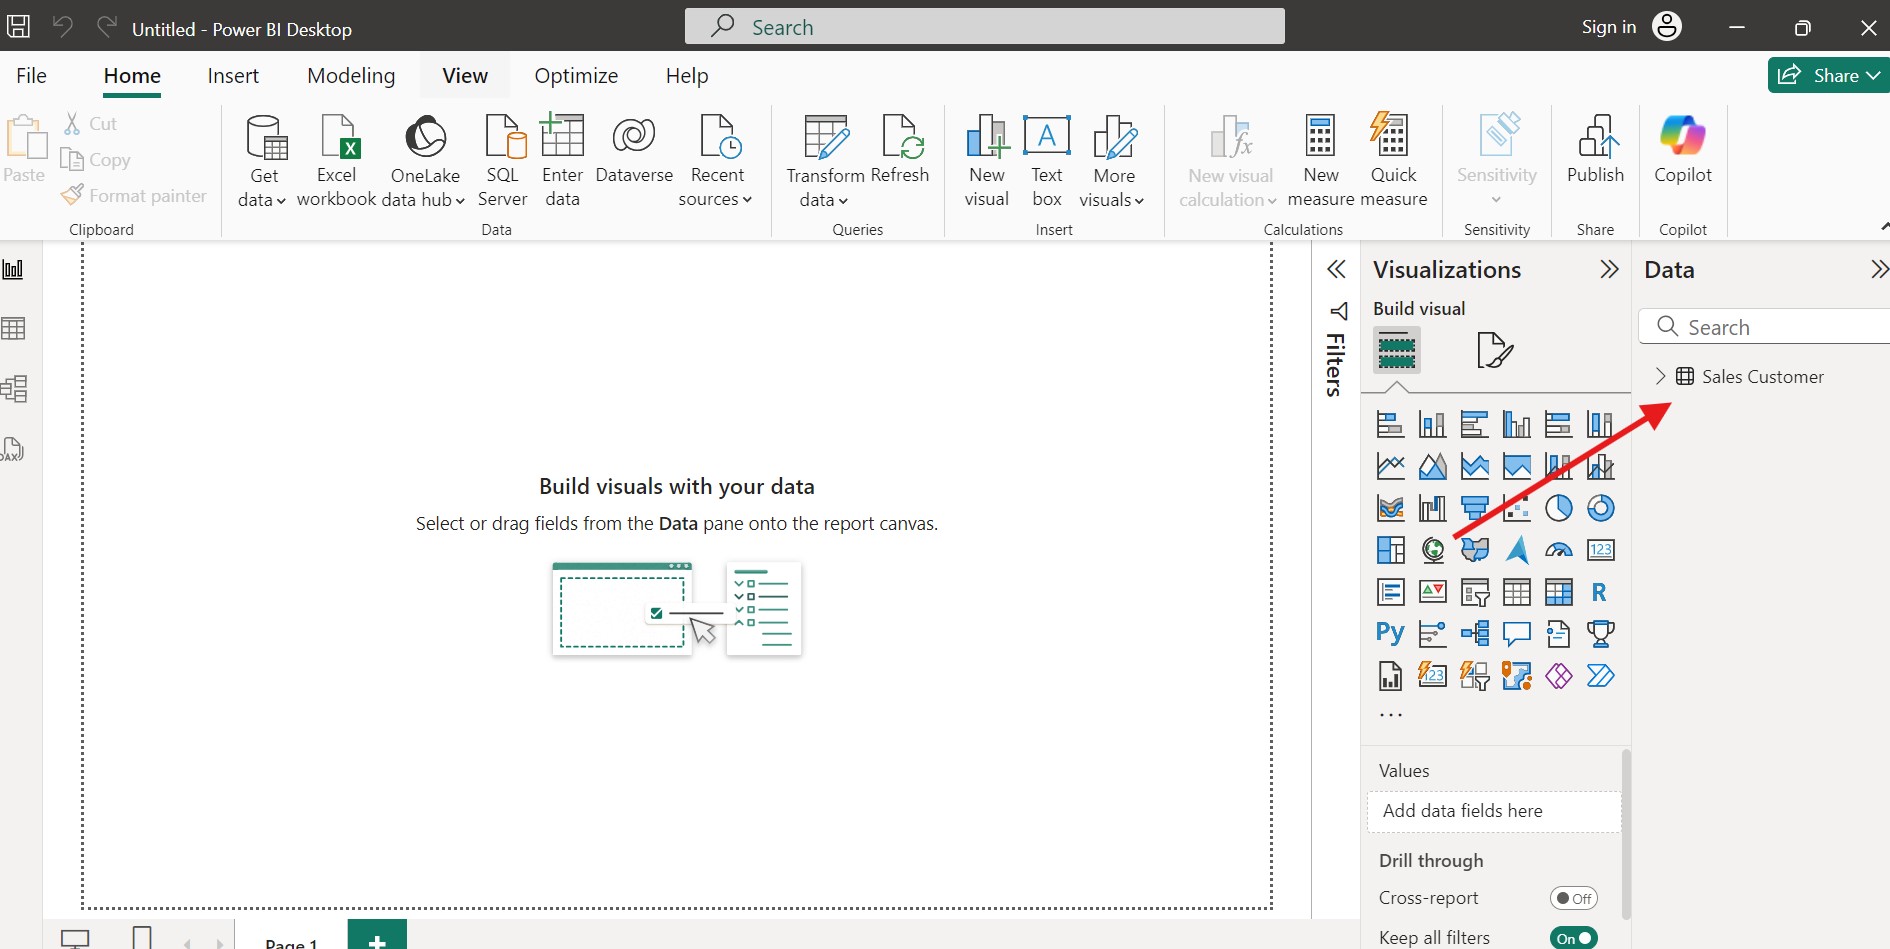 Untitled - Power BI Desktop
Search
Sign in
File
Home
Insert
Modeling
View
Optimize
Help
Share
Paste
Cut
Copy
Format painter
Clipboard
Get
data
Excel
workbook
OneLake
data hub
SQL
Server
Enter
data
Dataverse
Recent
sources
Data
Transform
data
Refresh
Queries
New
visual
Text
box
More
visuals
Insert
New visual
calculation
New
measure
Quick
measure
Calculations
Sensitivity
Sensitivity
Publish
Share
Copilot
Copilot
DAX
Build visuals with your data
Select or drag fields from the Data pane onto the report canvas.
Filters
Visualizations
Build visual
123
R
Py
123
...
Values
Add data fields here
Drill through
Cross-report
Off
Keep all filters
On
Data
Search
Sales Customer
Page 1